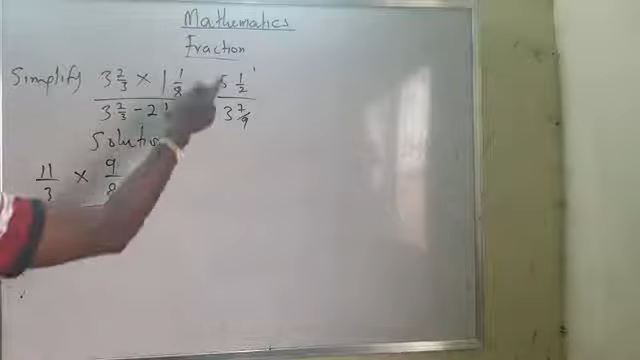 Mathematics
Fraction
Simplify 3 2/3 × 1 1/8 5 1/2
3 2/3 - 2 3 7/9
Solution
11/3 × 9/8